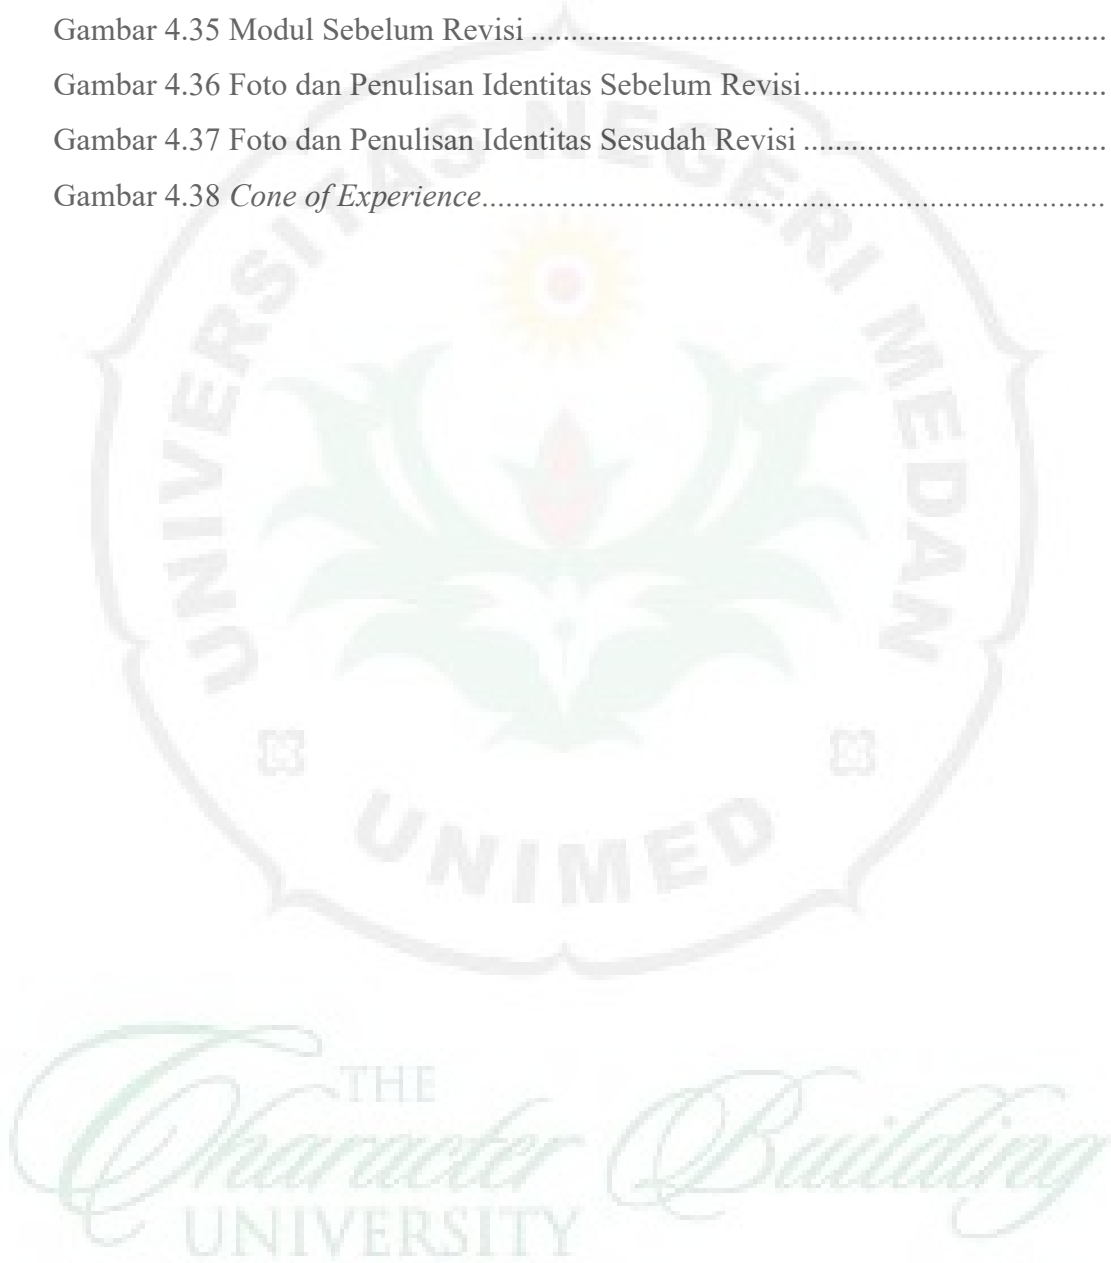 Gambar 4.35 Modul Sebelum Revisi ........................................................................
Gambar 4.36 Foto dan Penulisan Identitas Sebelum Revisi......................................
Gambar 4.37 Foto dan Penulisan Identitas Sesudah Revisi ......................................
Gambar 4.38 Cone of Experience..............................................................................
UNIVERSITAS NEGERI MEDAN
UNIMED
THE
Character Building
UNIVERSITY